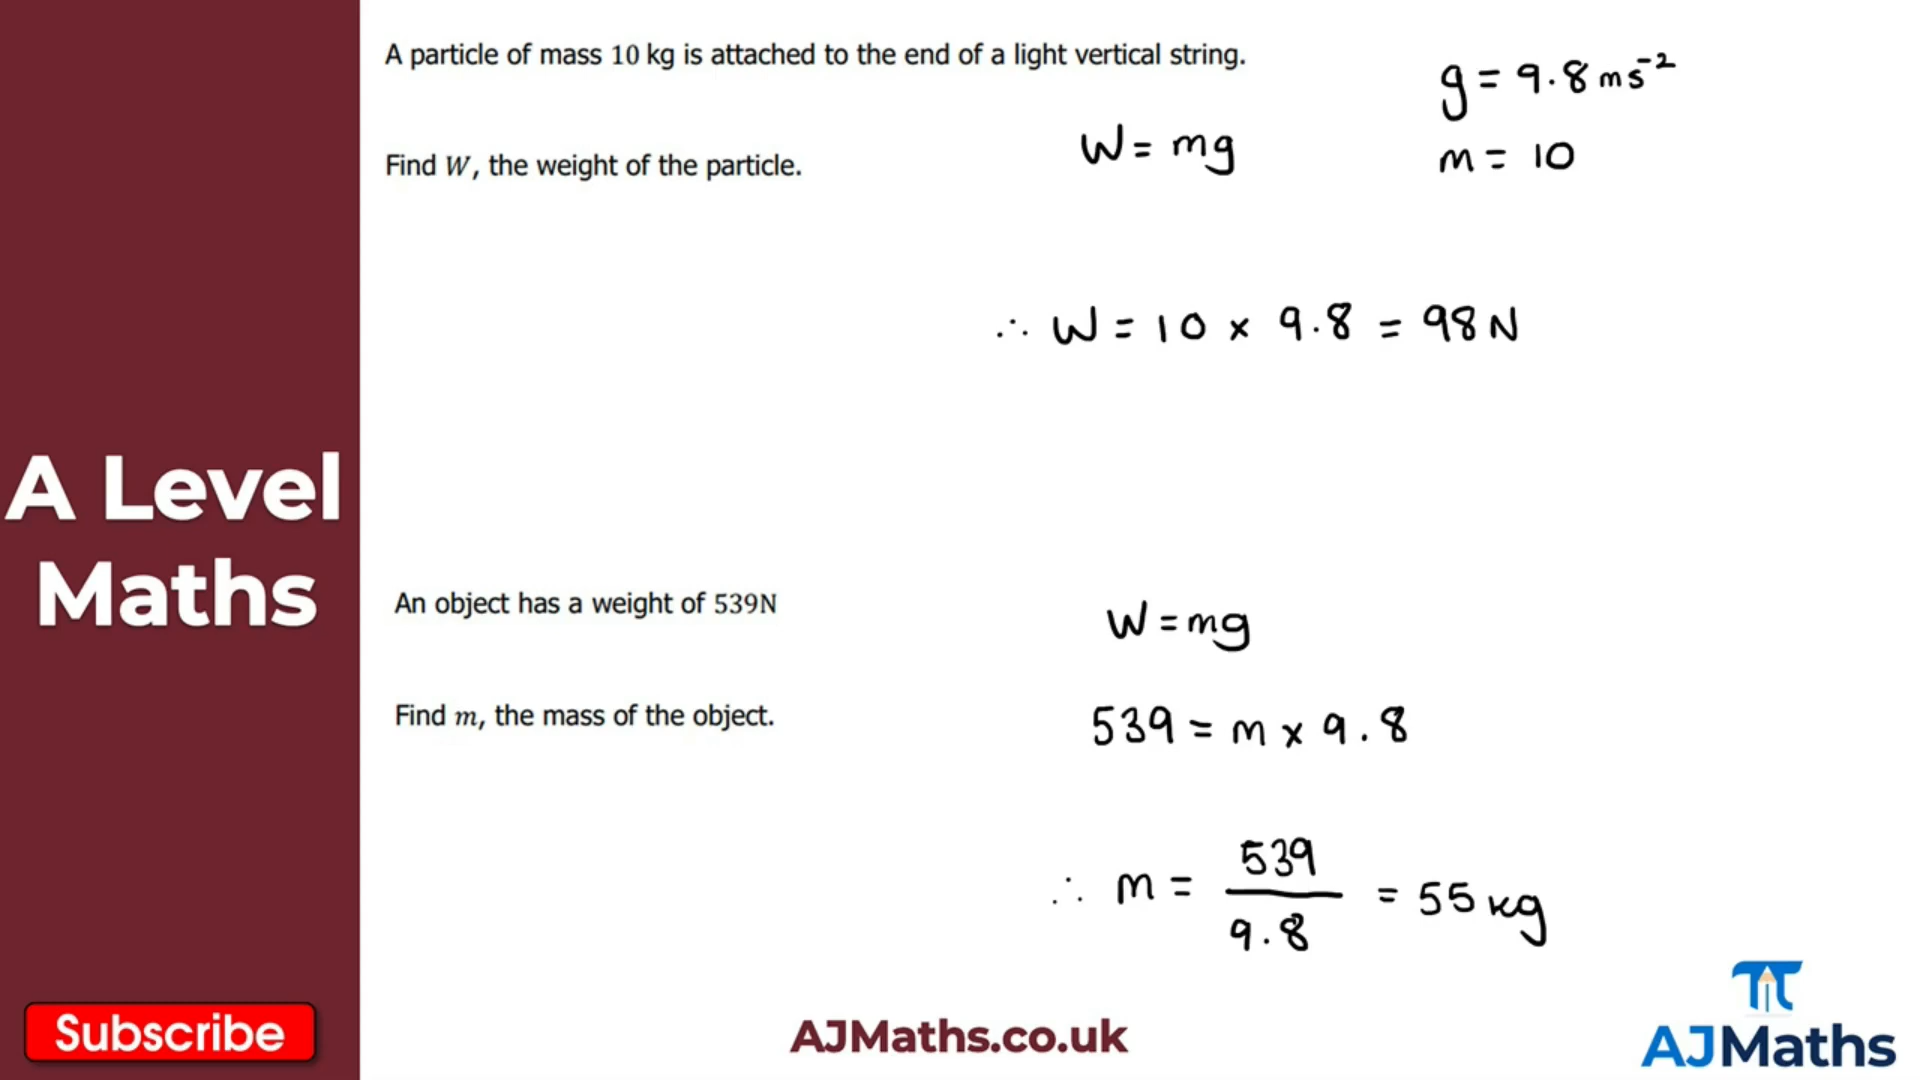 A Level
Maths
Subscribe
A particle of mass 10 kg is attached to the end of a light vertical string.
Find W, the weight of the particle.
W = mg
g = 9.8 ms⁻²
m = 10
∴ W = 10 × 9.8 = 98 N
An object has a weight of 539N
Find m, the mass of the object.
W = mg
539 = m × 9.8
∴ m = 539/9.8 = 55 kg
AJMaths.co.uk
AJMaths